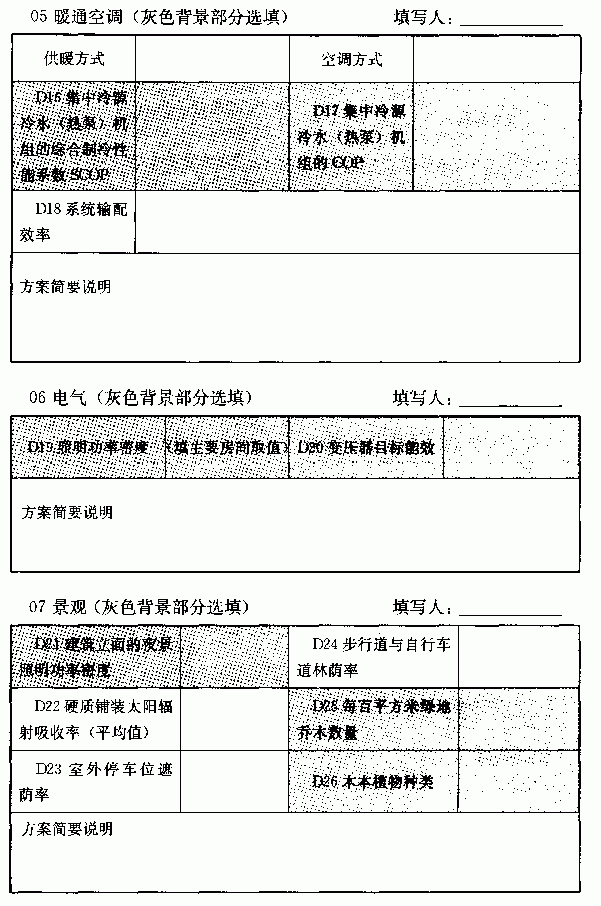 05 暖通空调（灰色背景部分选填） 填写人：
供暖方式 空调方式
D16 集中冷源
冷水（热泵）机
组的综合制冷性
能系数 SCOP
D17 集中冷源
冷水（热泵）机
组的 COP
D18 系统输配
效率
方案简要说明
06 电气（灰色背景部分选填） 填写人：
D19 照明功率密度 （填主要房间取值） D20 变压器目标能效
方案简要说明
07 景观（灰色背景部分选填） 填写人：
D21 建筑立面的夜景
照明功率密度
D24 步行道与自行车
道林荫率
D22 硬质铺装太阳辐
射吸收率（平均值）
D25 每百平方米绿地
乔木数量
D23 室外停车位遮
荫率
D26 木本植物种类
方案简要说明